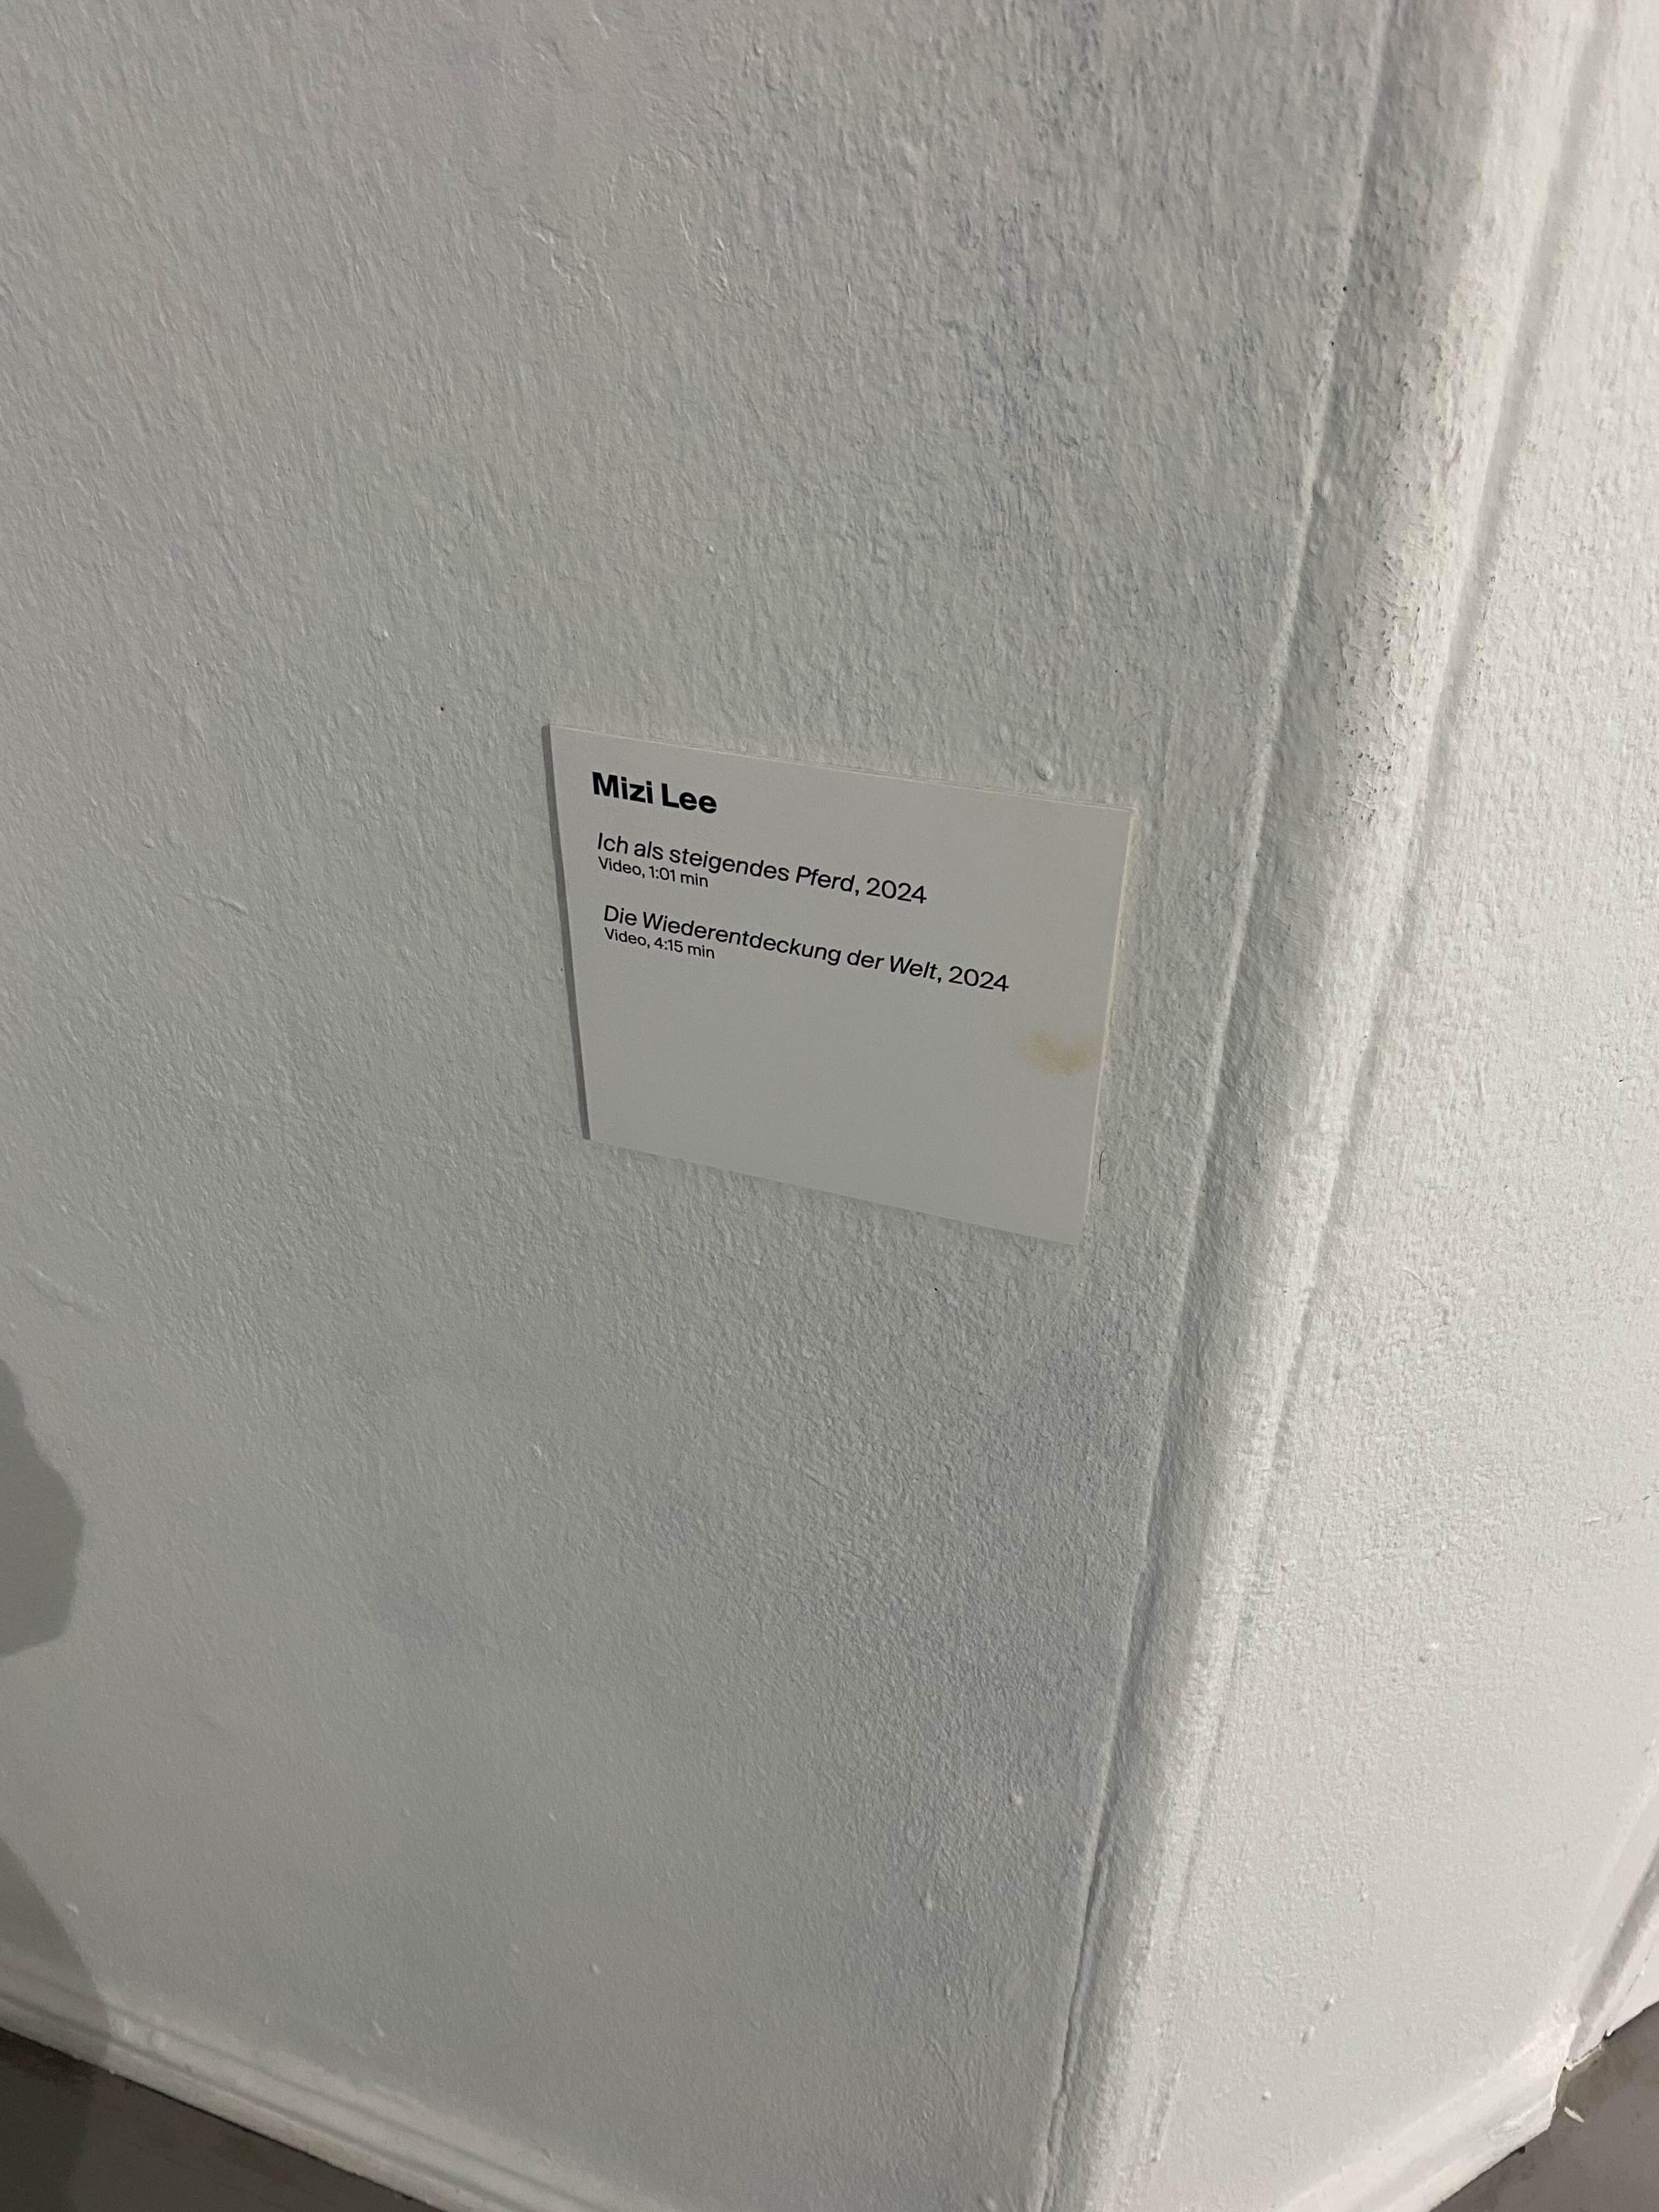 Mizi Lee
Ich als steigendes Pferd, 2024
Video, 1:01 min
Die Wiederentdeckung der Welt, 2024
Video, 4:15 min